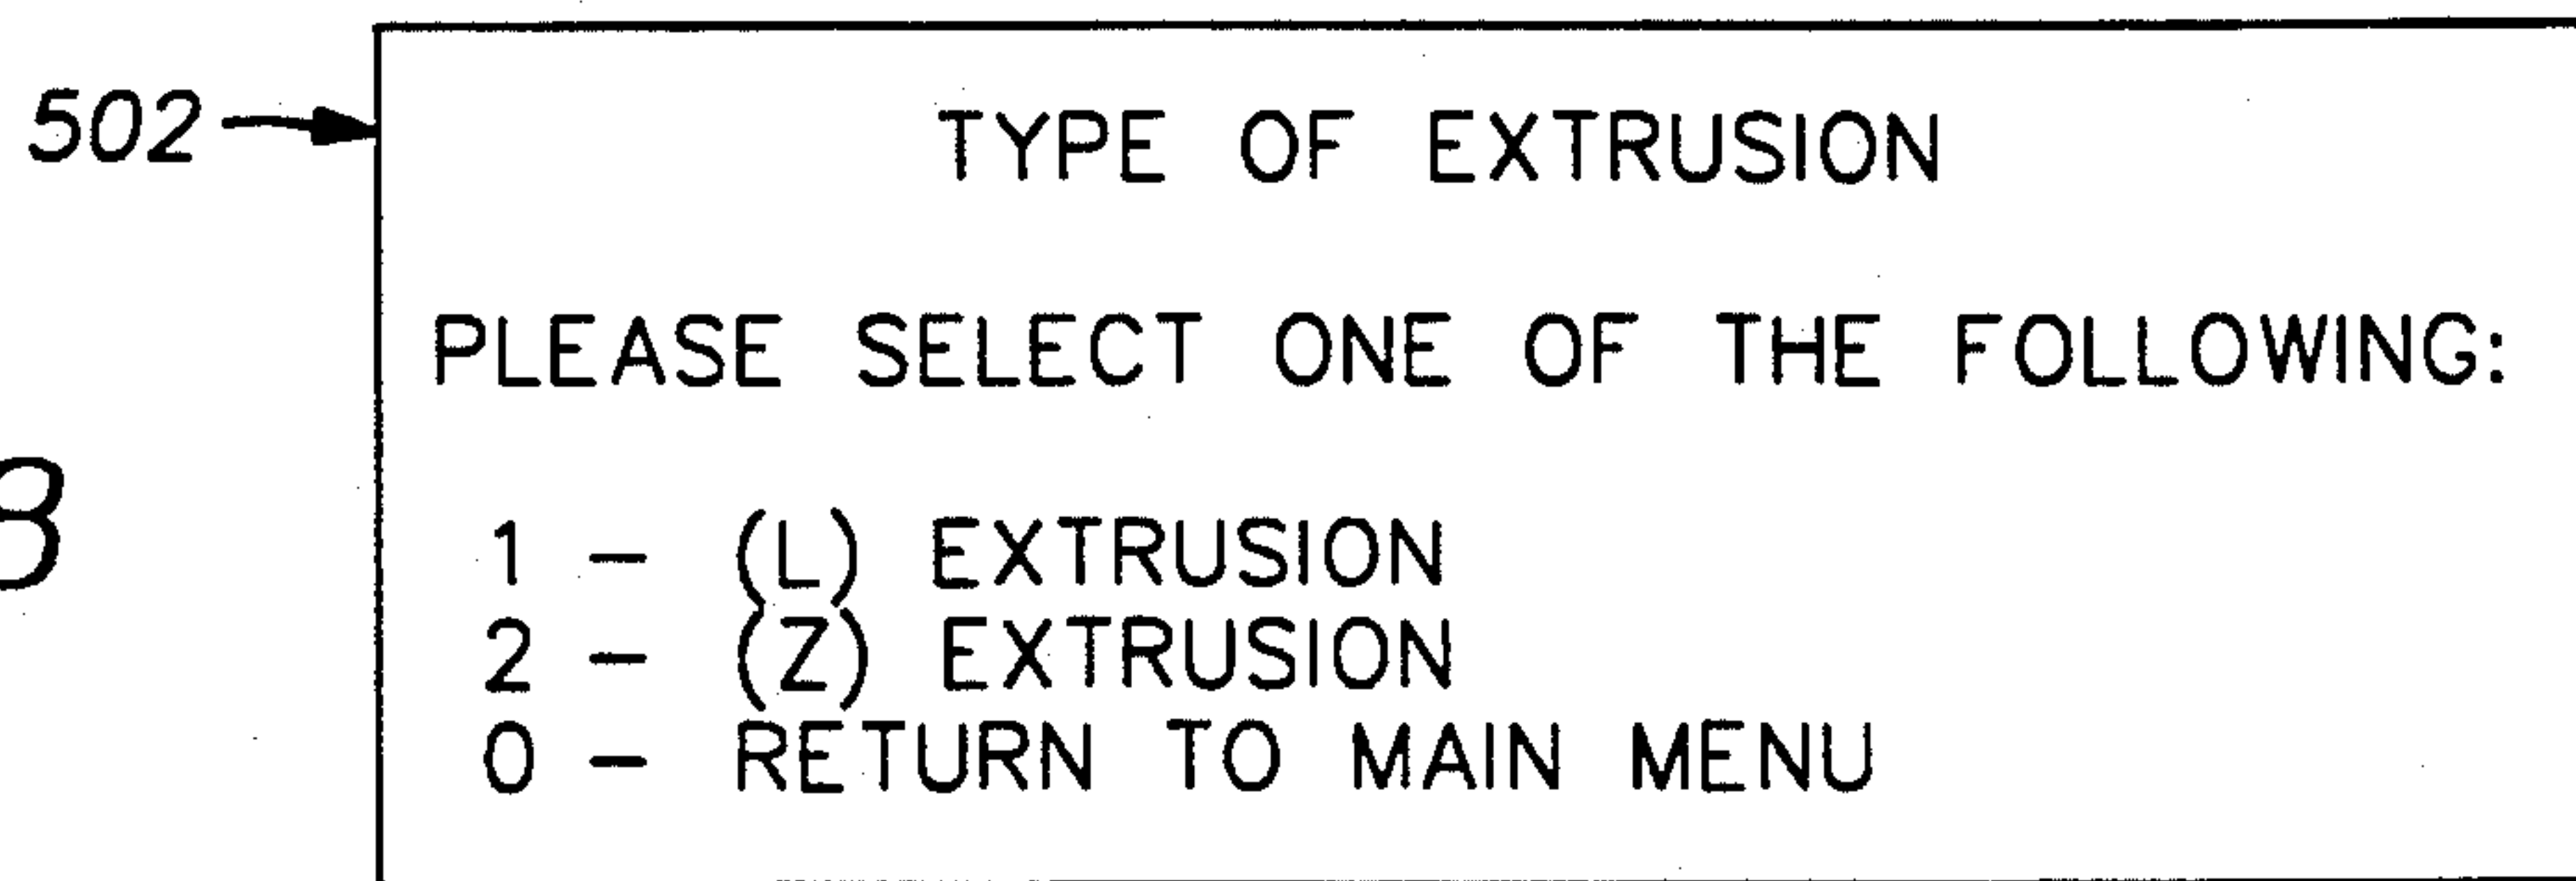 502
TYPE OF EXTRUSION
PLEASE SELECT ONE OF THE FOLLOWING:
1 – (L) EXTRUSION
2 – (Z) EXTRUSION
0 – RETURN TO MAIN MENU